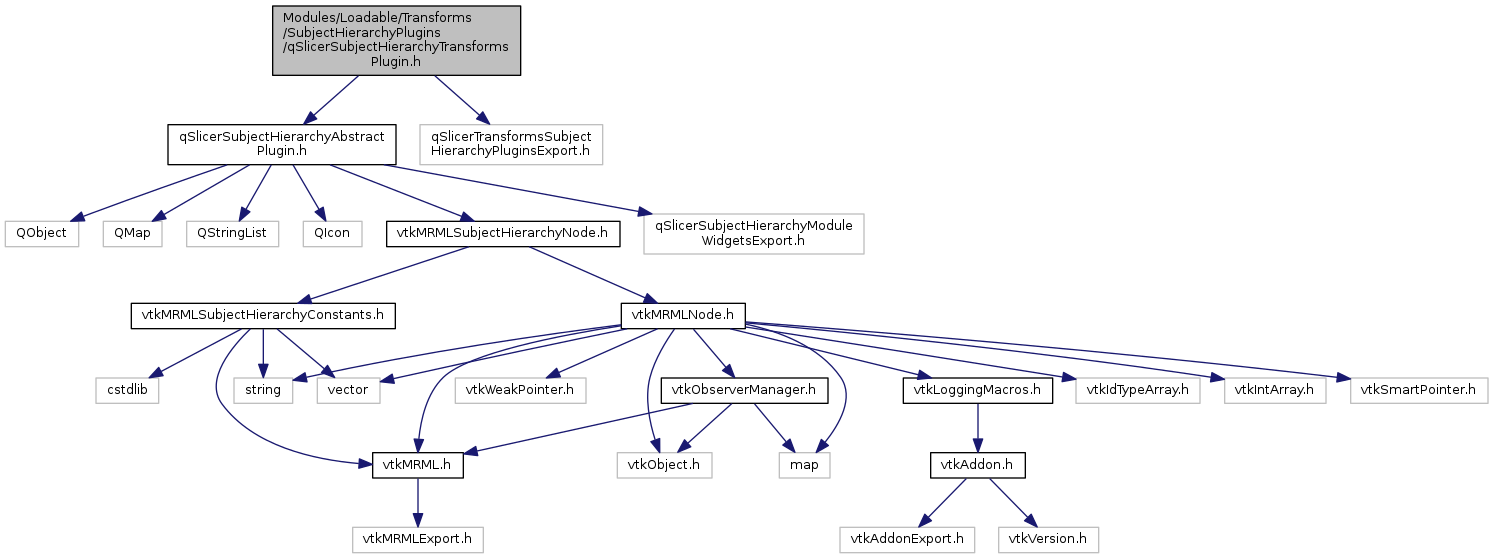 Modules/Loadable/Transforms
/SubjectHierarchyPlugins
/qSlicerSubjectHierarchyTransforms
Plugin.h
qSlicerSubjectHierarchyAbstract
Plugin.h
qSlicerTransformsSubject
HierarchyPluginsExport.h
QObject
QMap
QStringList
QIcon
vtkMRMLSubjectHierarchyNode.h
qSlicerSubjectHierarchyModule
WidgetsExport.h
vtkMRMLSubjectHierarchyConstants.h
vtkMRMLNode.h
cstdlib
string
vector
vtkWeakPointer.h
vtkObserverManager.h
vtkLoggingMacros.h
vtkIdTypeArray.h
vtkIntArray.h
vtkSmartPointer.h
vtkMRML.h
vtkObject.h
map
vtkAddon.h
vtkMRMLExport.h
vtkAddonExport.h
vtkVersion.h